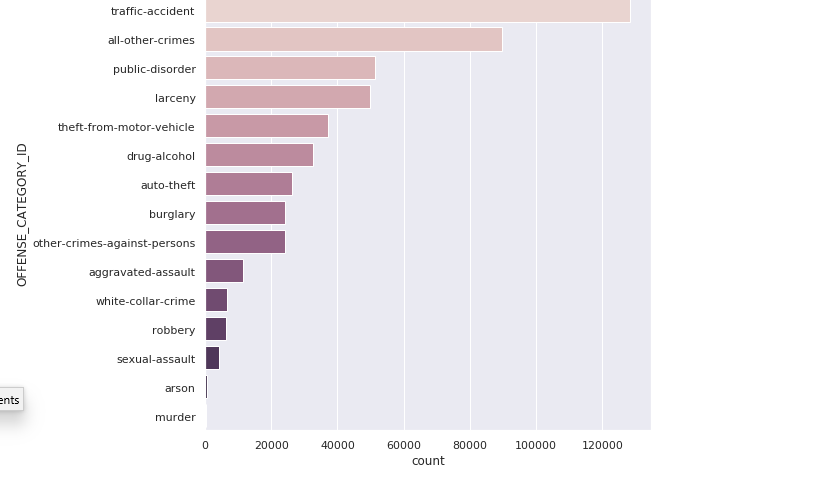 traffic-accident
all-other-crimes
public-disorder
larceny
theft-from-motor-vehicle
drug-alcohol
auto-theft
burglary
other-crimes-against-persons
aggravated-assault
white-collar-crime
robbery
sexual-assault
arson
murder
OFFENSE_CATEGORY_ID
ents
0 20000 40000 60000 80000 100000 120000
count